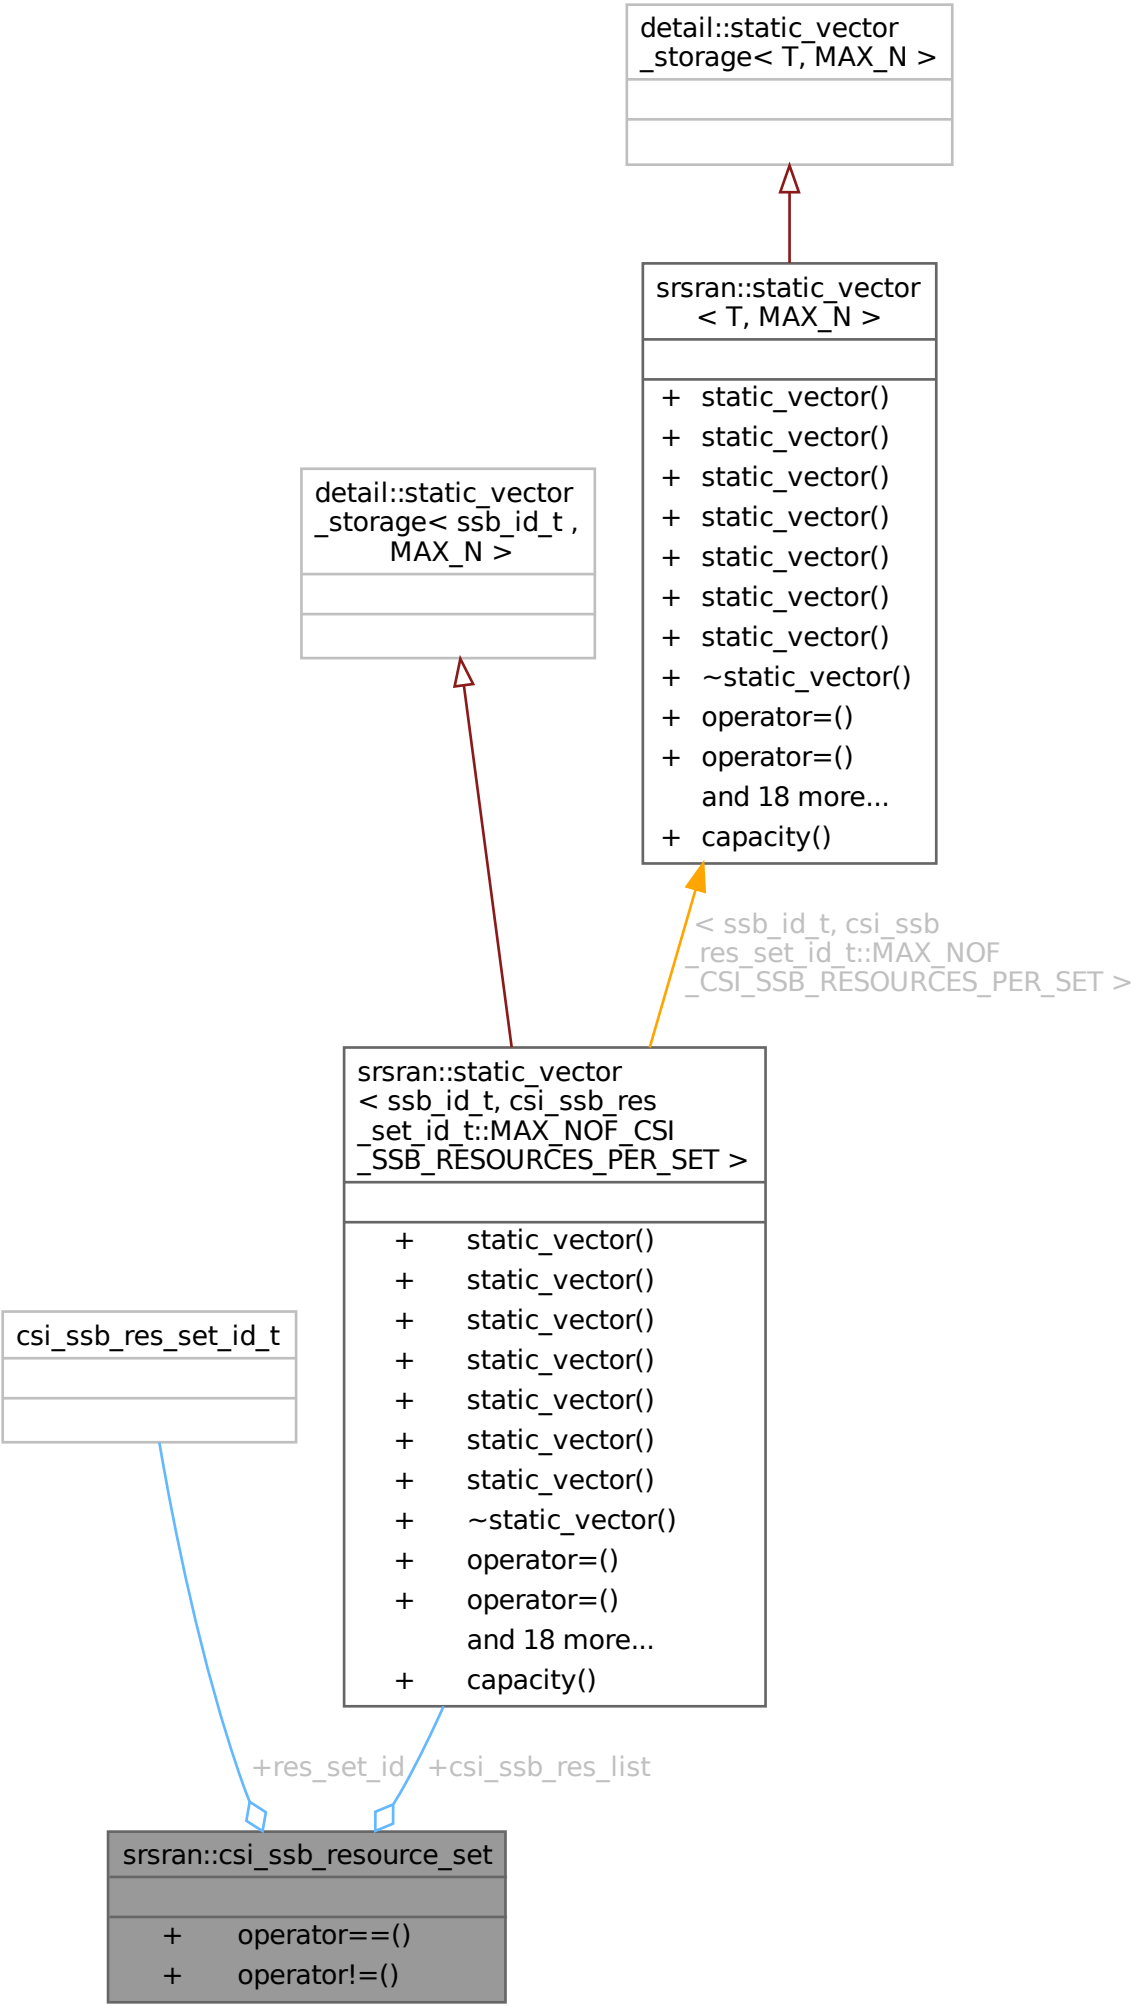 detail::static_vector
_storage< T, MAX_N >
srsran::static_vector
< T, MAX_N >
+ static_vector()
+ static_vector()
+ static_vector()
+ static_vector()
+ static_vector()
+ static_vector()
+ static_vector()
+ ~static_vector()
+ operator=()
+ operator=()
and 18 more...
+ capacity()
detail::static_vector
_storage< ssb_id_t ,
MAX_N >
< ssb_id_t, csi_ssb
_res_set_id_t::MAX_NOF
_CSI_SSB_RESOURCES_PER_SET >
srsran::static_vector
< ssb_id_t, csi_ssb_res
_set_id_t::MAX_NOF_CSI
_SSB_RESOURCES_PER_SET >
+ static_vector()
+ static_vector()
+ static_vector()
+ static_vector()
+ static_vector()
+ static_vector()
+ static_vector()
+ ~static_vector()
+ operator=()
+ operator=()
and 18 more...
+ capacity()
csi_ssb_res_set_id_t
+res_set_id
+csi_ssb_res_list
srsran::csi_ssb_resource_set
+ operator==()
+ operator!=()